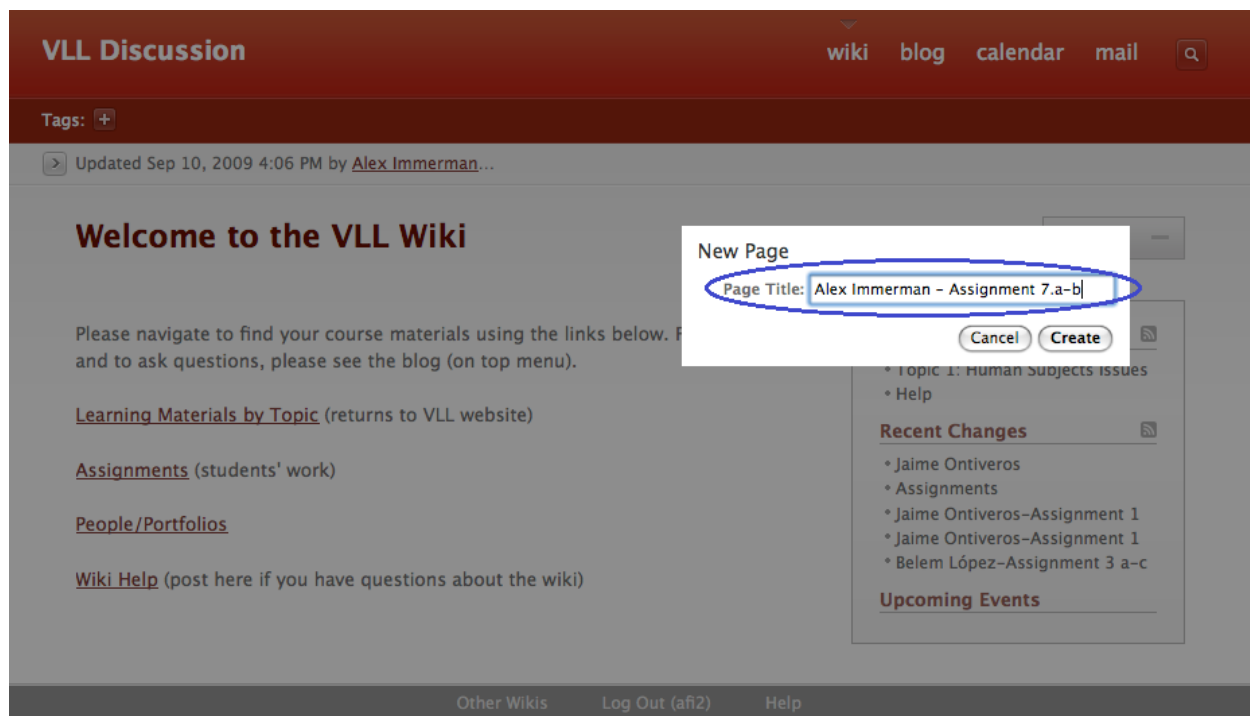 VLL Discussion
wiki blog calendar mail
Tags:
Updated Sep 10, 2009 4:06 PM by Alex Immerman...
Welcome to the VLL Wiki
New Page
Page Title: Alex Immerman – Assignment 7.a–b
Cancel Create
Please navigate to find your course materials using the links below.
and to ask questions, please see the blog (on top menu).
Learning Materials by Topic (returns to VLL website)
Assignments (students' work)
People/Portfolios
Wiki Help (post here if you have questions about the wiki)
• Topic 1: Human Subjects Issues
• Help
Recent Changes
• Jaime Ontiveros
• Assignments
• Jaime Ontiveros–Assignment 1
• Jaime Ontiveros–Assignment 1
• Belem López–Assignment 3 a–c
Upcoming Events
Other Wikis Log Out (afi2) Help